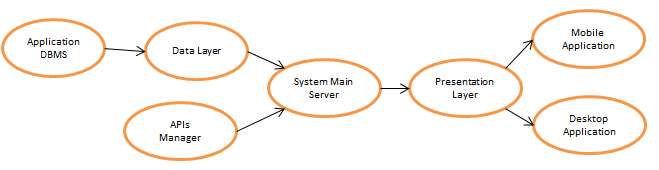 Application
DBMS
Data Layer
APIs
Manager
System Main
Server
Presentation
Layer
Mobile
Application
Desktop
Application